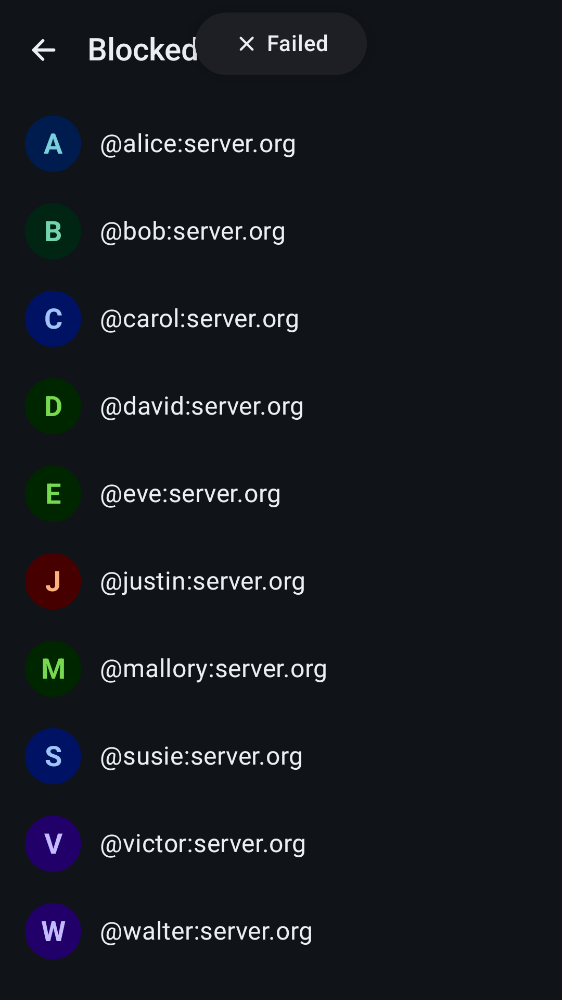 Blocked
Failed
A @alice:server.org
B @bob:server.org
C @carol:server.org
D @david:server.org
E @eve:server.org
J @justin:server.org
M @mallory:server.org
S @susie:server.org
V @victor:server.org
W @walter:server.org